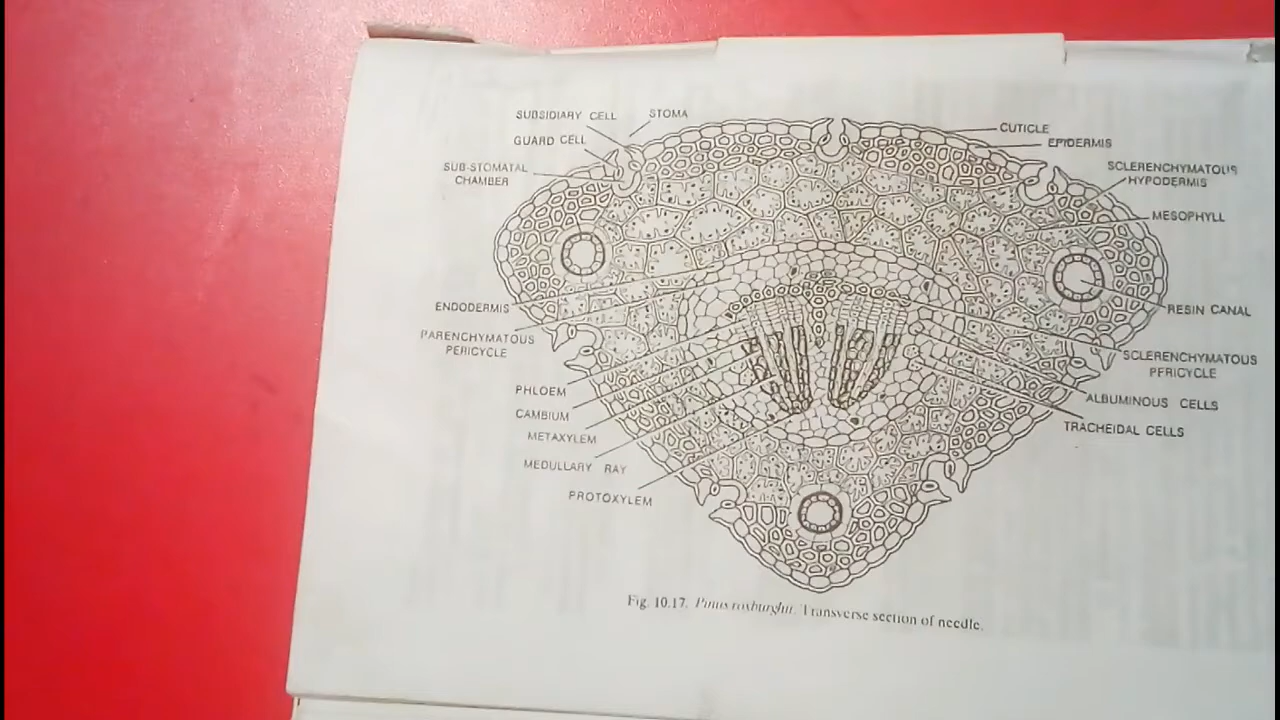 SUBSIDIARY CELL
STOMA
GUARD CELL
SUB-STOMATAL
CHAMBER
CUTICLE
EPIDERMIS
SCLERENCHYMATOUS
HYPODERMIS
MESOPHYLL
ENDODERMIS
PARENCHYMATOUS
PERICYCLE
PHLOEM
CAMBIUM
METAXYLEM
MEDULLARY RAY
PROTOXYLEM
RESIN CANAL
SCLERENCHYMATOUS
PERICYCLE
ALBUMINOUS CELLS
TRACHEIDAL CELLS
Fig. 10.17. Pinus roxburghii. Transverse section of needle.